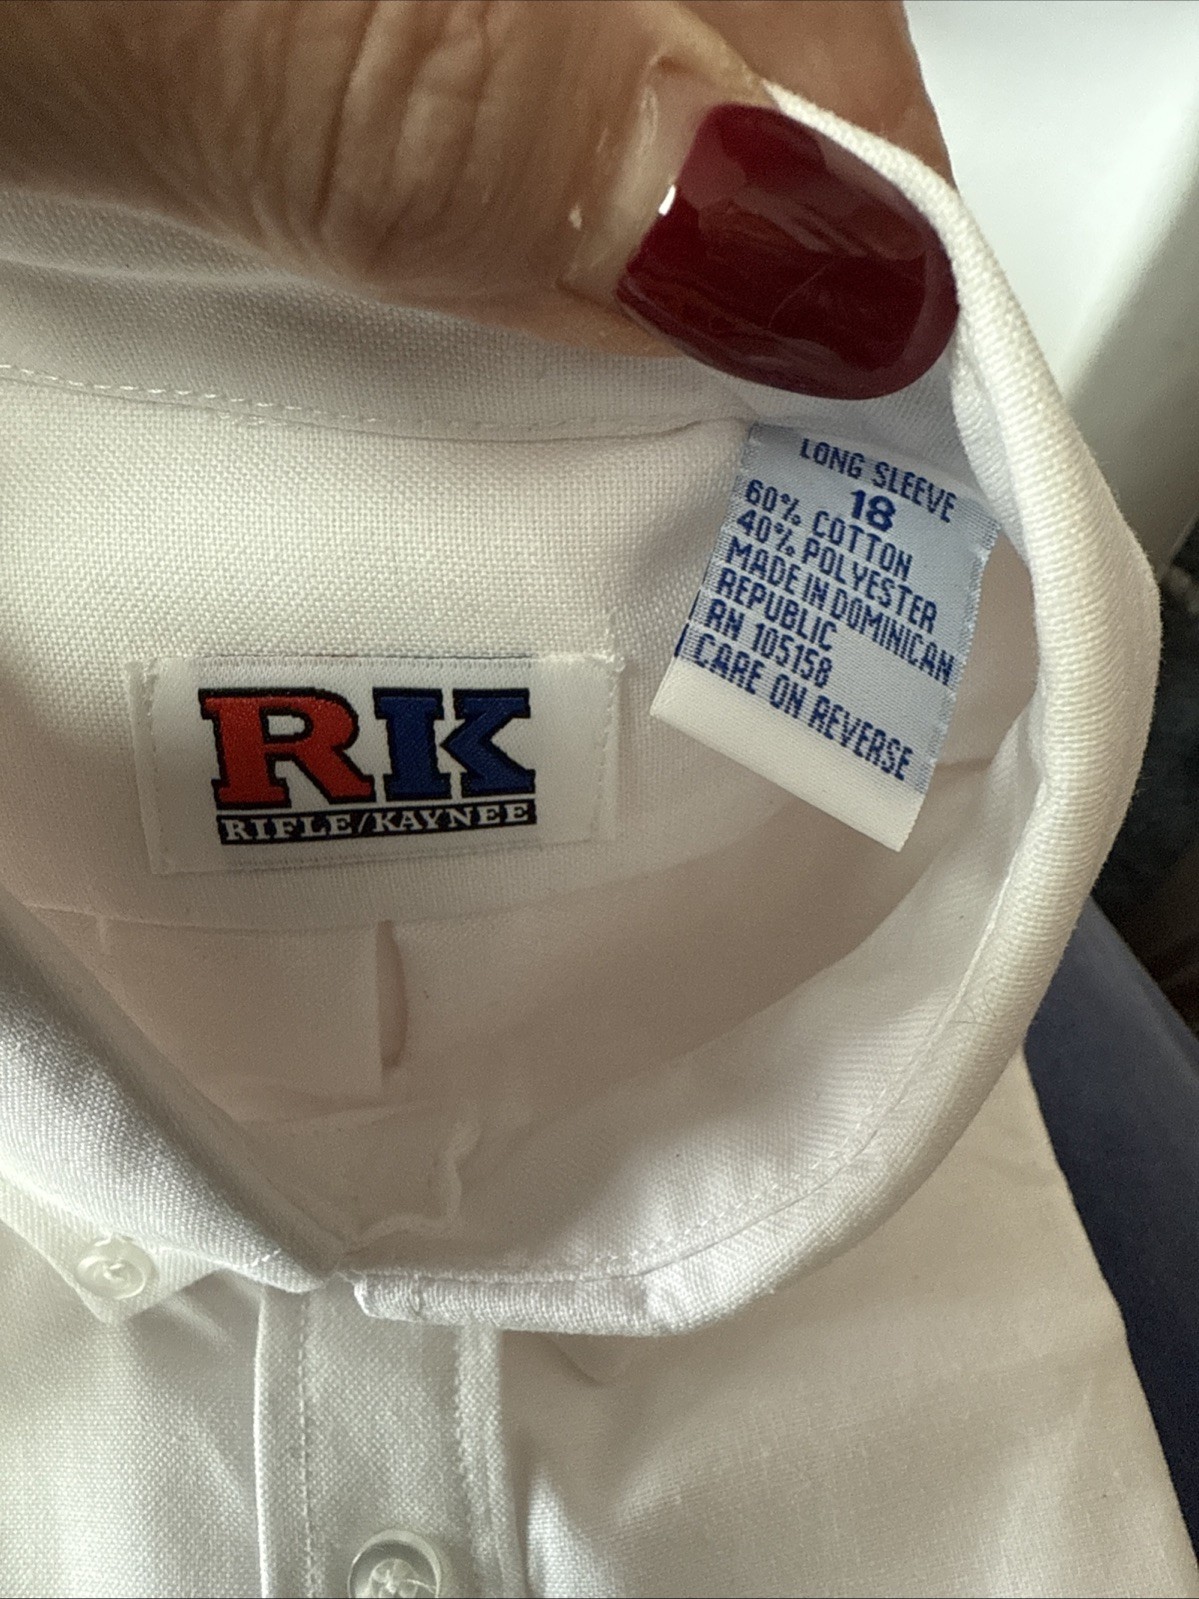 LONG SLEEVE
18
60% COTTON
40% POLYESTER
MADE IN DOMINICAN
REPUBLIC
RN 105158
CARE ON REVERSE
RK
RIFLE/KAYNEE